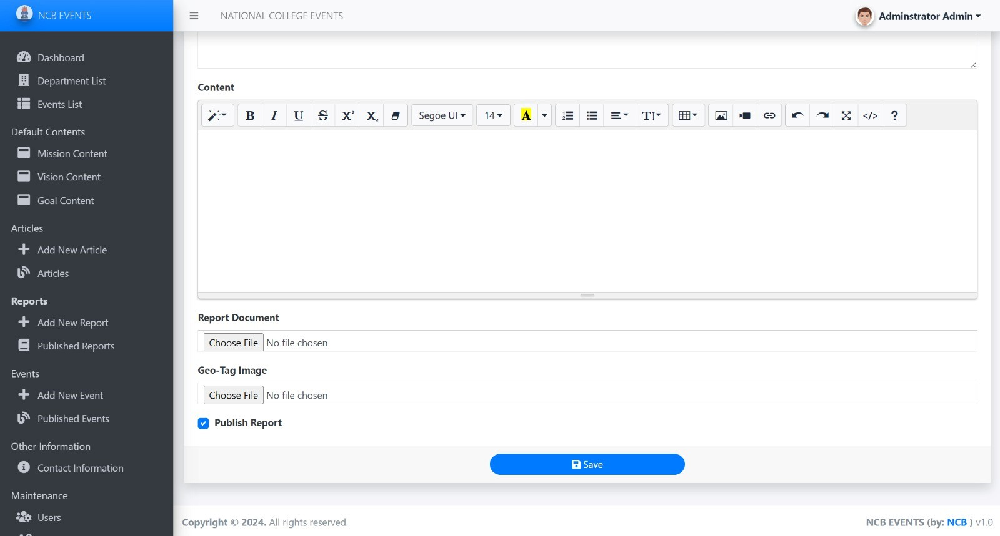 NCB EVENTS
NATIONAL COLLEGE EVENTS
Adminstrator Admin
Dashboard
Department List
Events List
Default Contents
Mission Content
Vision Content
Goal Content
Articles
Add New Article
Articles
Reports
Add New Report
Published Reports
Events
Add New Event
Published Events
Other Information
Contact Information
Maintenance
Users
Content
B I U S X² X₂ Segoe UI 14 A T </> ?
Report Document
Choose File No file chosen
Geo-Tag Image
Choose File No file chosen
Publish Report
Save
Copyright © 2024. All rights reserved.
NCB EVENTS (by: NCB ) v1.0